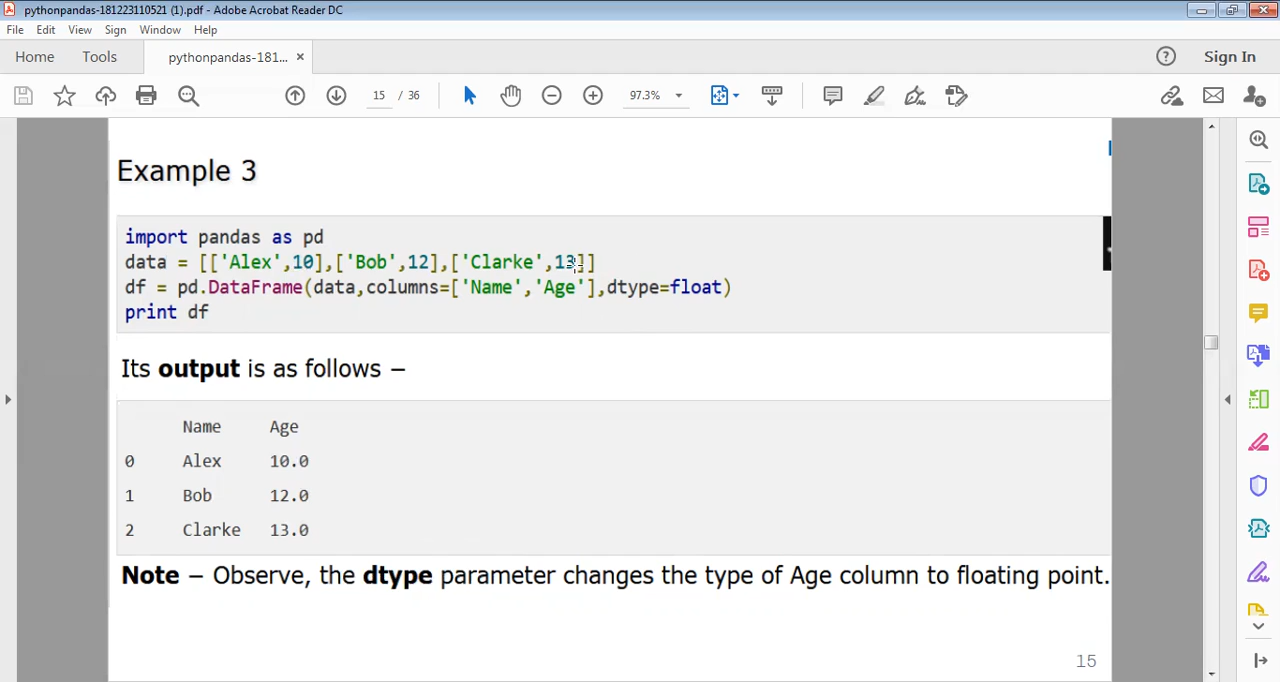 pythonpandas-181223110521 (1).pdf - Adobe Acrobat Reader DC
File Edit View Sign Window Help
Home Tools pythonpandas-181... × Sign In
15 / 36 97.3%
Example 3
import pandas as pd
data = [['Alex',10],['Bob',12],['Clarke',13]]
df = pd.DataFrame(data,columns=['Name','Age'],dtype=float)
print df
Its output is as follows −
Name Age
0 Alex 10.0
1 Bob 12.0
2 Clarke 13.0
Note − Observe, the dtype parameter changes the type of Age column to floating point.
15